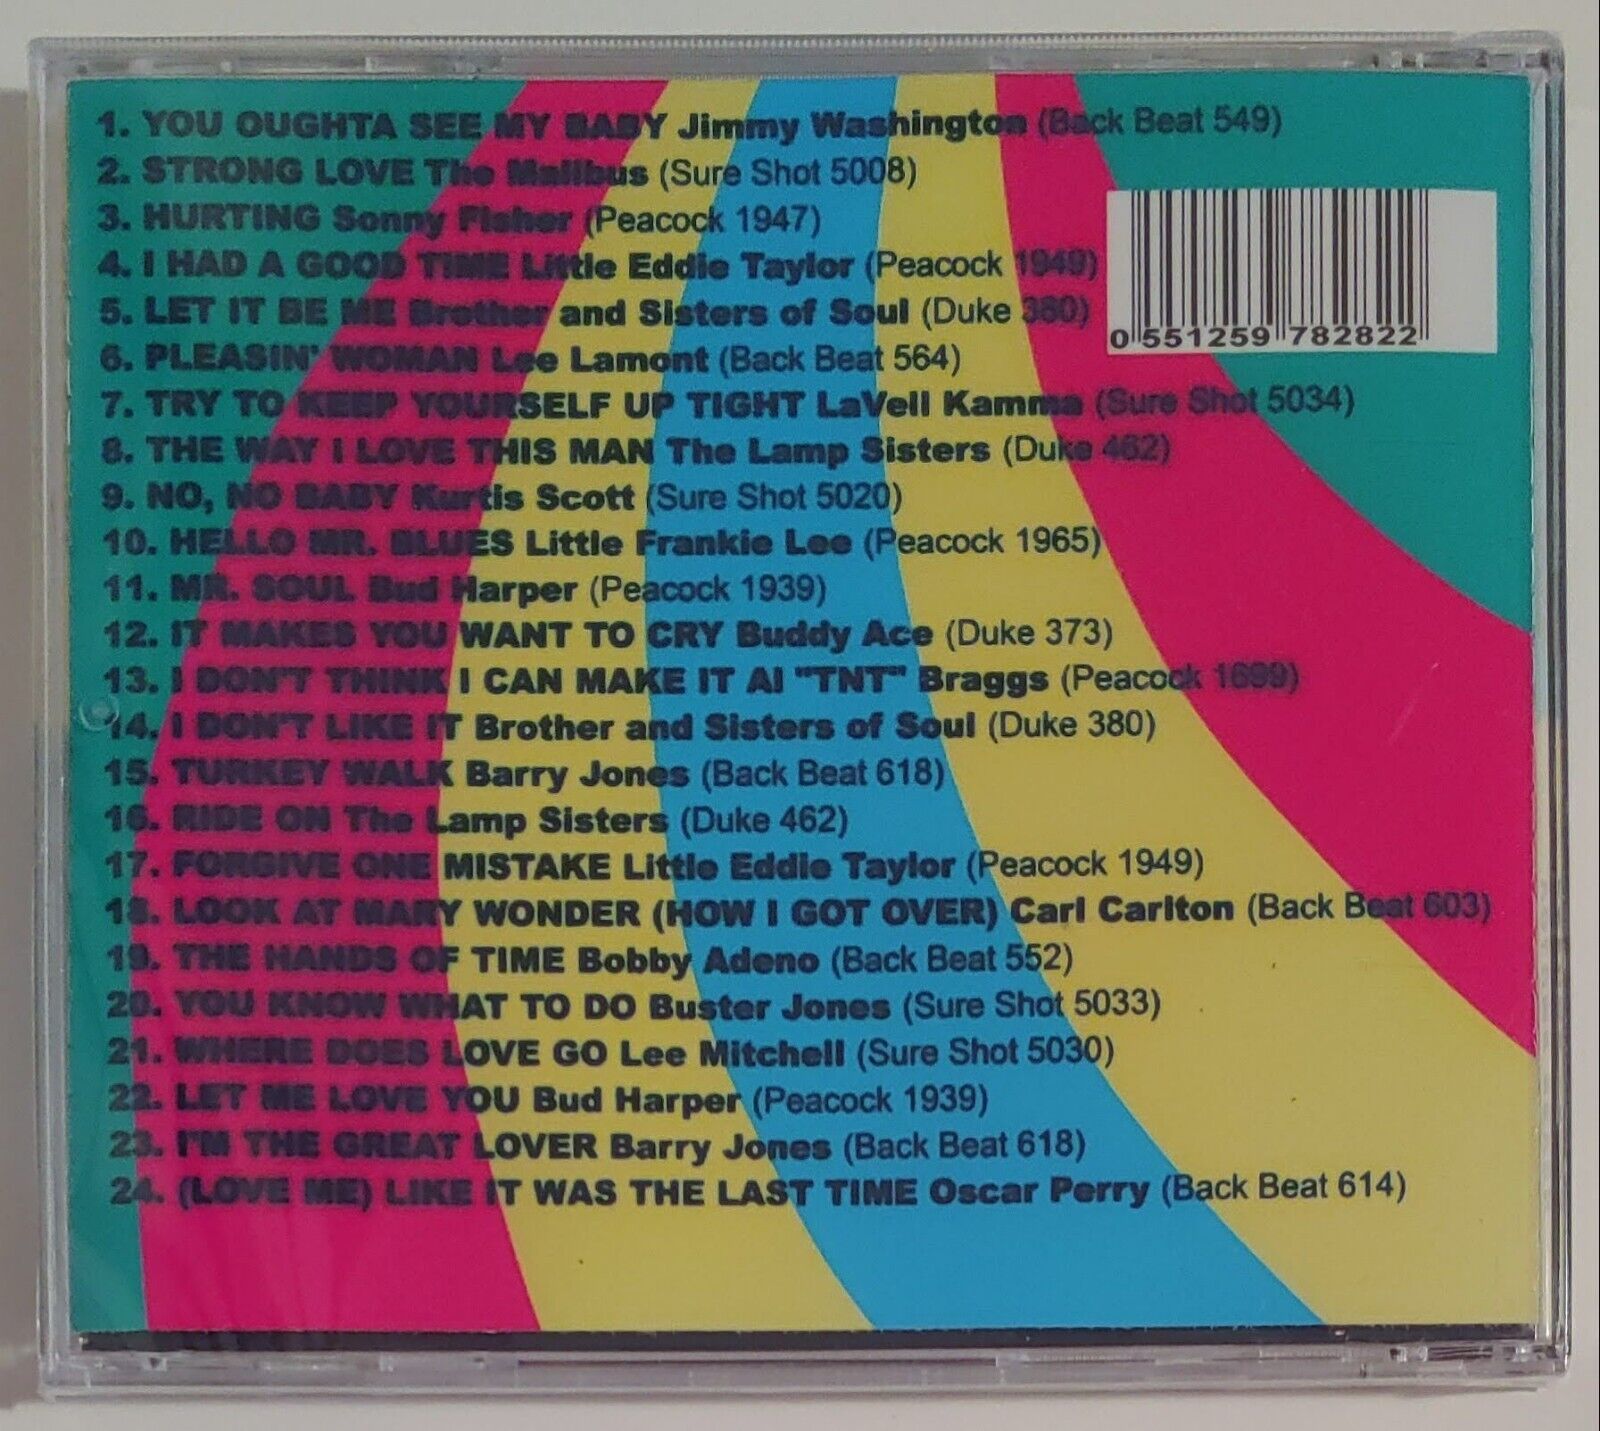 1. YOU OUGHTA SEE MY BABY Jimmy Washington (Back Beat 549)
2. STRONG LOVE The Malibus (Sure Shot 5008)
3. HURTING Sonny Fisher (Peacock 1947)
4. I HAD A GOOD TIME Little Eddie Taylor (Peacock 1949)
5. LET IT BE ME Brother and Sisters of Soul (Duke 380)
6. PLEASIN' WOMAN Lee Lamont (Back Beat 564)
7. TRY TO KEEP YOURSELF UP TIGHT LaVell Kamma (Sure Shot 5034)
8. THE WAY I LOVE THIS MAN The Lamp Sisters (Duke 462)
9. NO, NO BABY Kurtis Scott (Sure Shot 5020)
10. HELLO MR. BLUES Little Frankie Lee (Peacock 1965)
11. MR. SOUL Bud Harper (Peacock 1939)
12. IT MAKES YOU WANT TO CRY Buddy Ace (Duke 373)
13. I DON'T THINK I CAN MAKE IT Al "TNT" Braggs (Peacock 1699)
14. I DON'T LIKE IT Brother and Sisters of Soul (Duke 380)
15. TURKEY WALK Barry Jones (Back Beat 618)
16. RIDE ON The Lamp Sisters (Duke 462)
17. FORGIVE ONE MISTAKE Little Eddie Taylor (Peacock 1949)
18. LOOK AT MARY WONDER (HOW I GOT OVER) Carl Carlton (Back Beat 603)
19. THE HANDS OF TIME Bobby Adeno (Back Beat 552)
20. YOU KNOW WHAT TO DO Buster Jones (Sure Shot 5033)
21. WHERE DOES LOVE GO Lee Mitchell (Sure Shot 5030)
22. LET ME LOVE YOU Bud Harper (Peacock 1939)
23. I'M THE GREAT LOVER Barry Jones (Back Beat 618)
24. (LOVE ME) LIKE IT WAS THE LAST TIME Oscar Perry (Back Beat 614)
0 551259 782822